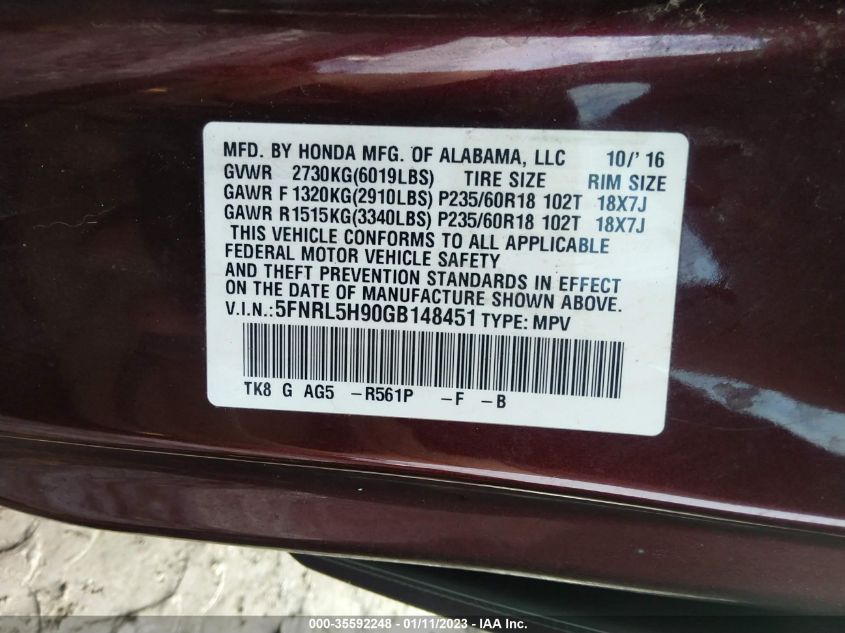 MFD. BY HONDA MFG. OF ALABAMA, LLC 10/' 16
GVWR 2730KG(6019LBS) TIRE SIZE RIM SIZE
GAWR F 1320KG(2910LBS) P235/60R18 102T 18X7J
GAWR R 1515KG(3340LBS) P235/60R18 102T 18X7J
THIS VEHICLE CONFORMS TO ALL APPLICABLE
FEDERAL MOTOR VEHICLE SAFETY
AND THEFT PREVENTION STANDARDS IN EFFECT
ON THE DATE OF MANUFACTURE SHOWN ABOVE.
V.I.N.: 5FNRL5H90GB148451 TYPE: MPV
TK8 G AG5 -R561P -F -B
000-35592248 - 01/11/2023 - IAA Inc.